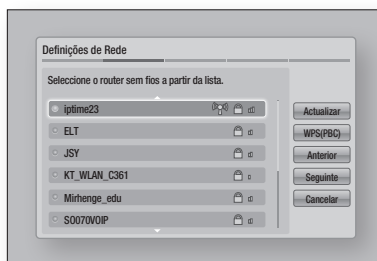 Definições de Rede
Seleccione o router sem fios a partir da lista.
iptime23
ELT
JSY
KT_WLAN_C361
Mirhenge_edu
SO070VOIP
Actualizar
WPS(PBC)
Anterior
Seguinte
Cancelar